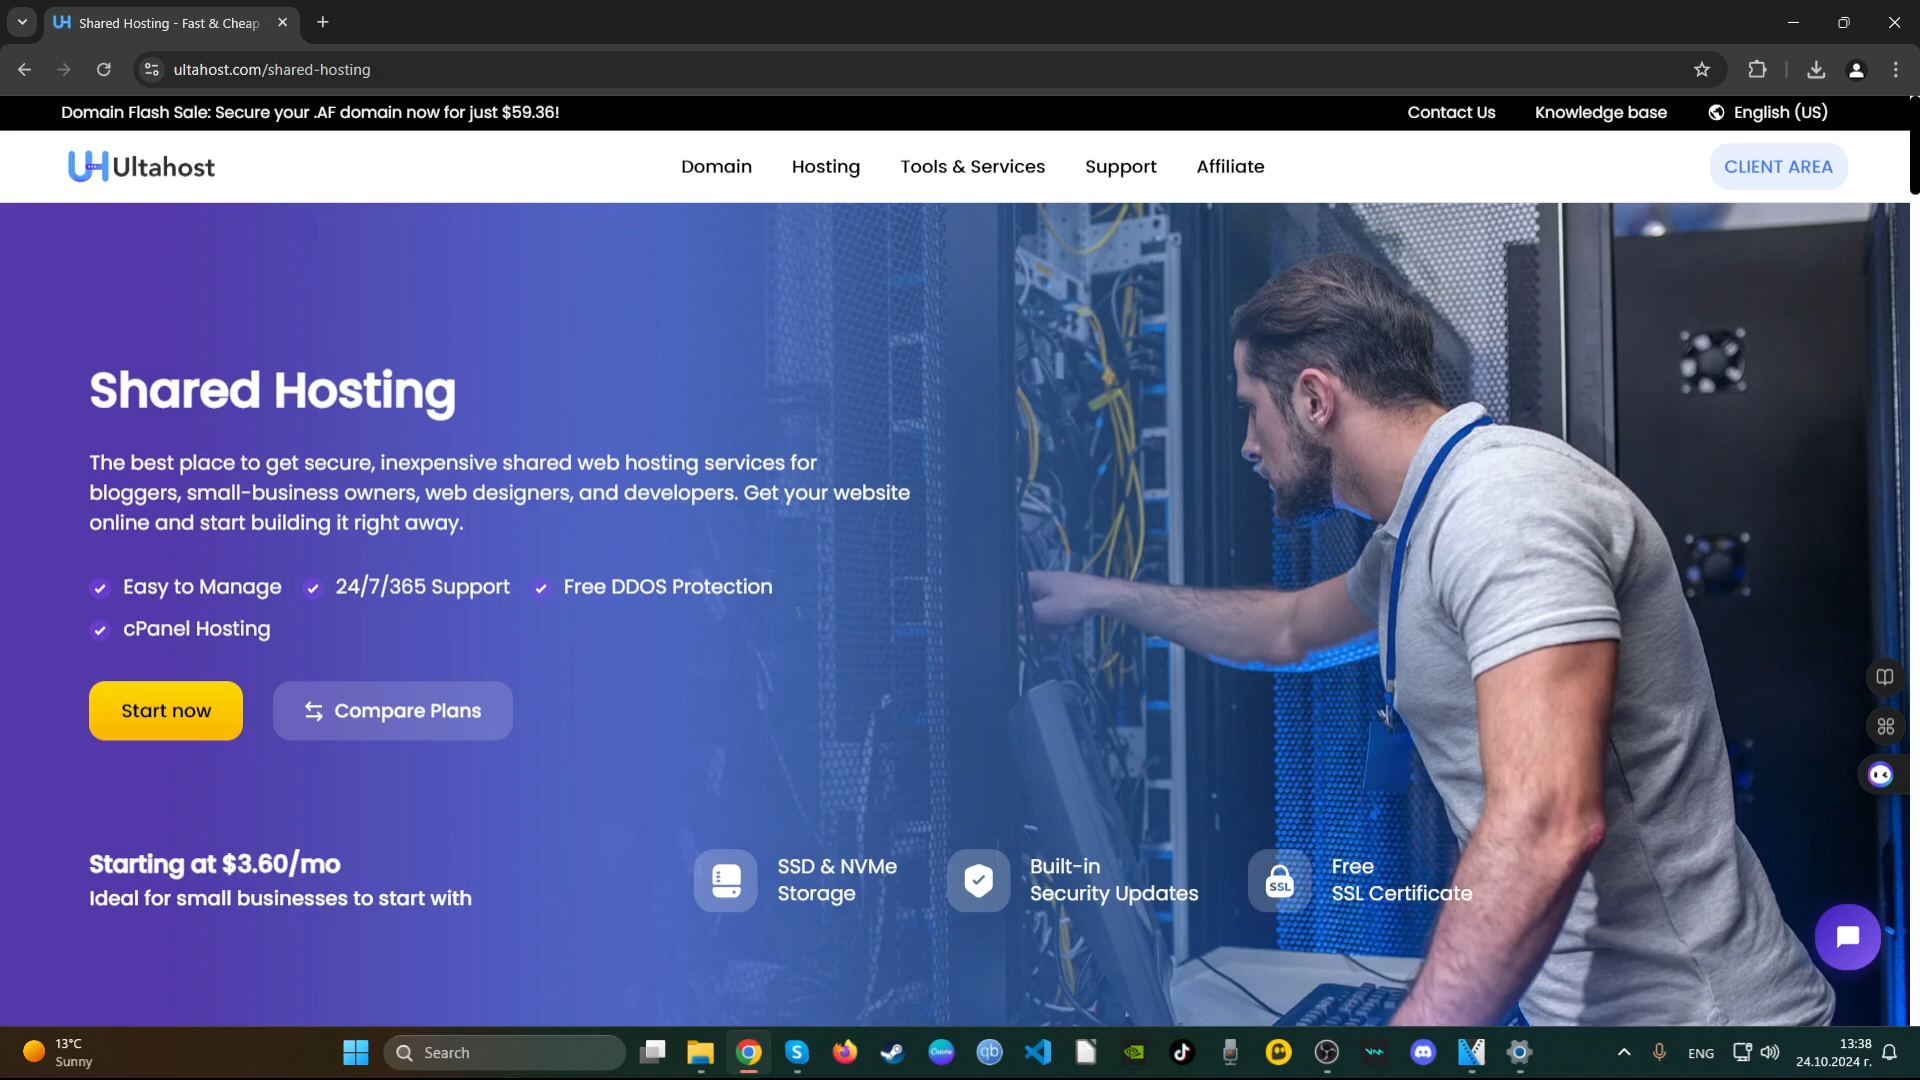 Shared Hosting - Fast & Cheap
ultahost.com/shared-hosting
Domain Flash Sale: Secure your .AF domain now for just $59.36!
Contact Us
Knowledge base
English (US)
UH Ultahost
Domain
Hosting
Tools & Services
Support
Affiliate
CLIENT AREA
Shared Hosting
The best place to get secure, inexpensive shared web hosting services for
bloggers, small-business owners, web designers, and developers. Get your website
online and start building it right away.
Easy to Manage
24/7/365 Support
Free DDOS Protection
cPanel Hosting
Start now
Compare Plans
Starting at $3.60/mo
Ideal for small businesses to start with
SSD & NVMe
Storage
Built-in
Security Updates
SSL
Free
SSL Certificate
13°C
Sunny
Search
Canva
qb
ENG
13:38
24.10.2024 г.